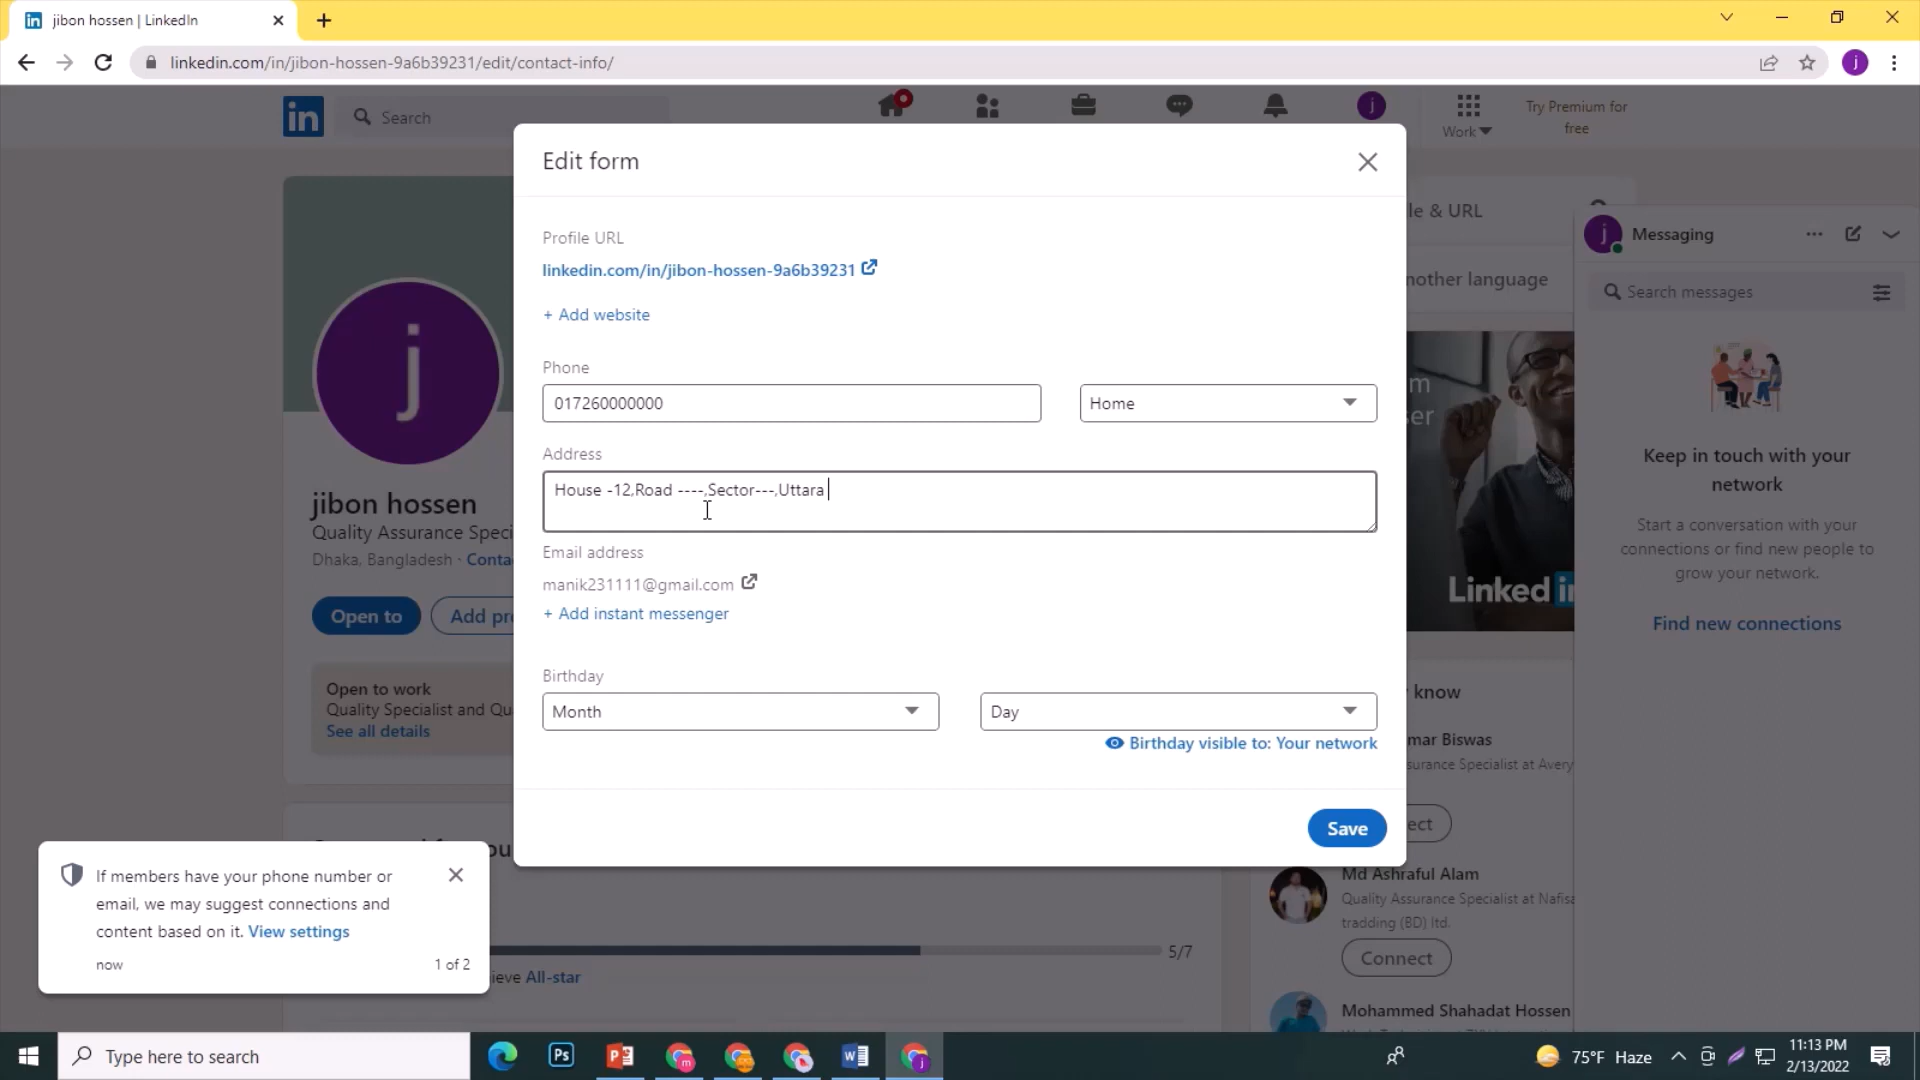 jibon hossen | LinkedIn
linkedin.com/in/jibon-hossen-9a6b39231/edit/contact-info/
in
Search
j
Work
Try Premium for
free
Edit form
Profile URL
linkedin.com/in/jibon-hossen-9a6b39231
+ Add website
Phone
017260000000
Home
Address
House -12,Road ----,Sector---,Uttara
Email address
manik231111@gmail.com
+ Add instant messenger
Birthday
Month
Day
Birthday visible to: Your network
Save
j
jibon hossen
Quality Assurance Speci
Dhaka, Bangladesh · Conta
Open to
Add pr
Open to work
Quality Specialist and Qu
See all details
If members have your phone number or
email, we may suggest connections and
content based on it. View settings
now
1 of 2
5/7
ieve All-star
le & URL
nother language
Linked in
know
mar Biswas
surance Specialist at Avery
ect
Md Ashraful Alam
Quality Assurance Specialist at Nafisa
tradding (BD) ltd.
Connect
Mohammed Shahadat Hossen
j
Messaging
Search messages
Keep in touch with your
network
Start a conversation with your
connections or find new people to
grow your network.
Find new connections
Type here to search
Ps
75°F Haze
11:13 PM
2/13/2022